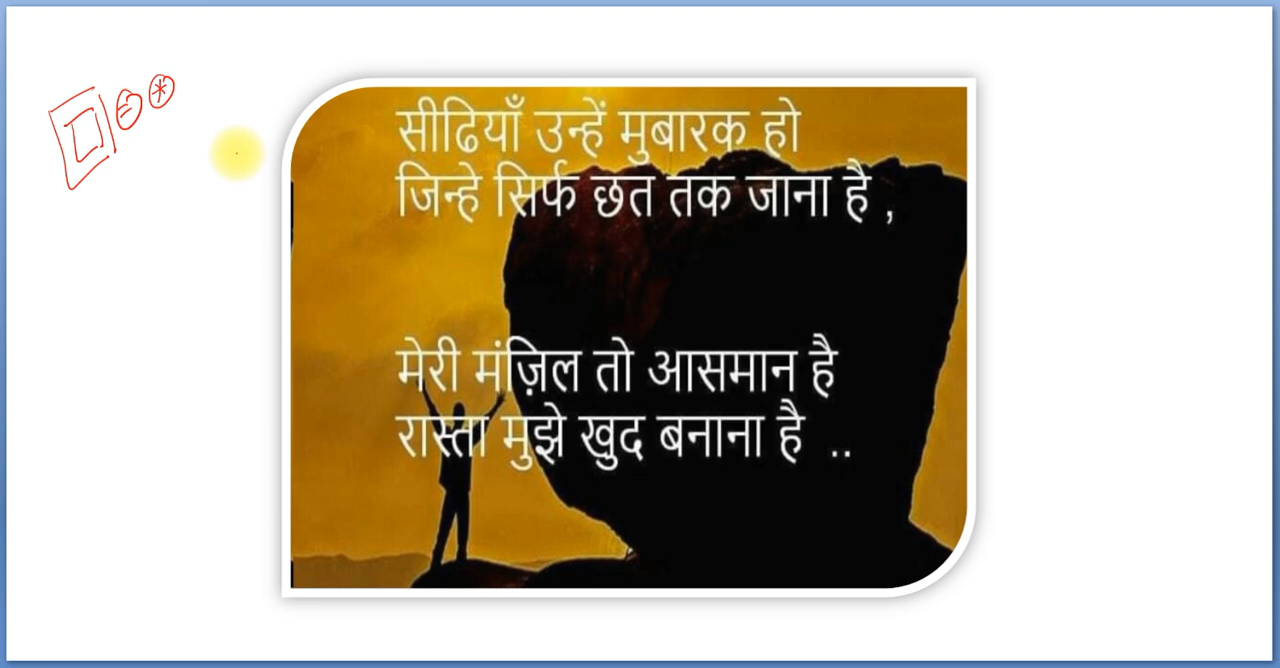 सीढियाँ उन्हें मुबारक हो
जिन्हे सिर्फ छत तक जाना है ,
मेरी मंज़िल तो आसमान है
रास्ता मुझे खुद बनाना है ..